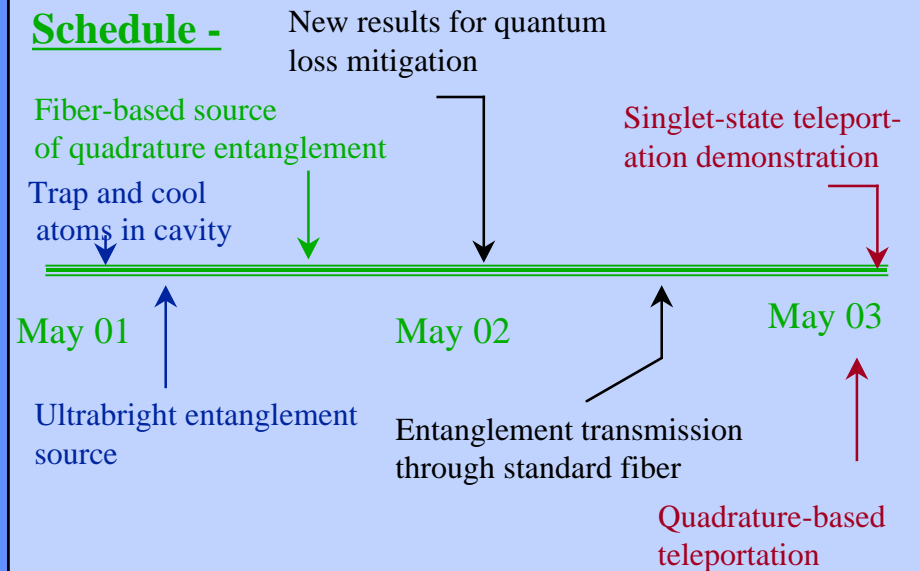 Schedule -
New results for quantum
loss mitigation
Fiber-based source
of quadrature entanglement
Singlet-state teleport-
ation demonstration
Trap and cool
atoms in cavity
May 01
May 02
May 03
Ultrabright entanglement
source
Entanglement transmission
through standard fiber
Quadrature-based
teleportation